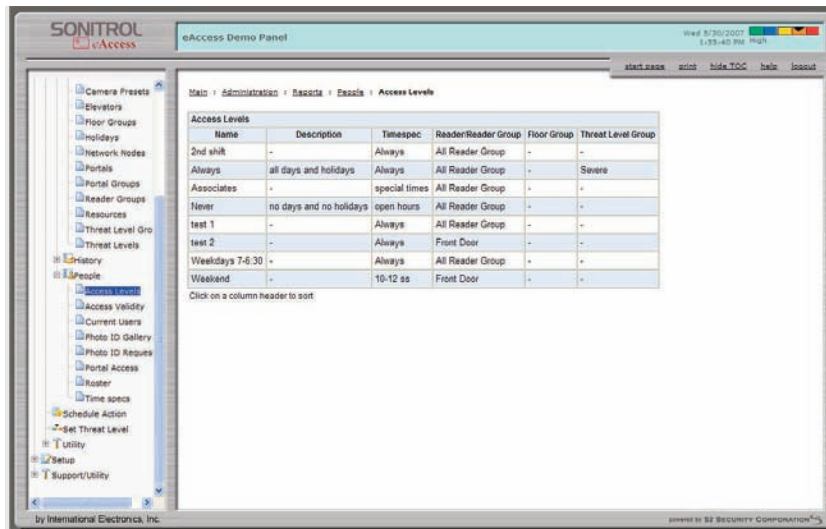 SONITROL
eAccess
eAccess Demo Panel
Wed 5/30/2007
1:55:40 PM High
start page print hide TOC help logout
Camera Presets
Elevators
Floor Groups
Holidays
Network Nodes
Portals
Portal Groups
Reader Groups
Resources
Threat Level Gro
Threat Levels
History
People
Access Levels
Access Validity
Current Users
Photo ID Gallery
Photo ID Reques
Portal Access
Roster
Time specs
Schedule Action
Set Threat Level
Utility
Setup
Support/Utility
Main : Administration : Reports : People : Access Levels
Access Levels
Name Description Timespec Reader/Reader Group Floor Group Threat Level Group
2nd shift - Always All Reader Group - -
Always all days and holidays Always All Reader Group - Severe
Associates - special times All Reader Group - -
Never no days and no holidays open hours All Reader Group - -
test 1 - Always All Reader Group - -
test 2 - Always Front Door - -
Weekdays 7-6:30 - Always All Reader Group - -
Weekend - 10-12 ss Front Door - -
Click on a column header to sort
by International Electronics, Inc.
powered by S2 SECURITY CORPORATION